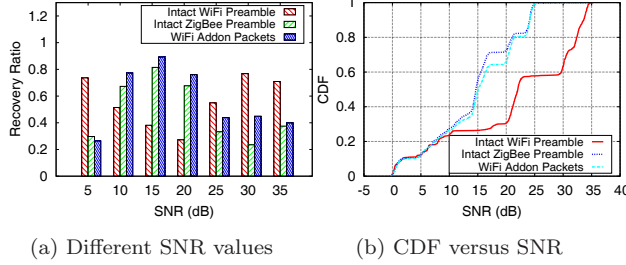 Intact WiFi Preamble
Intact ZigBee Preamble
WiFi Addon Packets
Recovery Ratio
1.2
1
0.8
0.6
0.4
0.2
0
5 10 15 20 25 30 35
SNR (dB)
(a) Different SNR values
CDF
1
0.8
0.6
0.4
0.2
0
Intact WiFi Preamble
Intact ZigBee Preamble
WiFi Addon Packets
-5 0 5 10 15 20 25 30 35 40
SNR (dB)
(b) CDF versus SNR